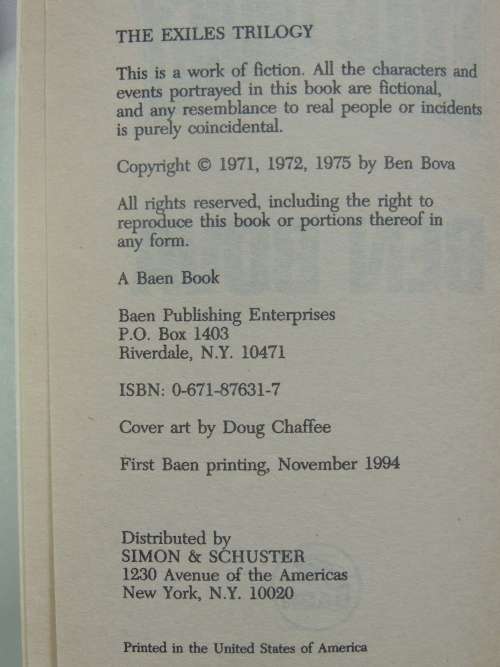 THE EXILES TRILOGY
This is a work of fiction. All the characters and
events portrayed in this book are fictional,
and any resemblance to real people or incidents
is purely coincidental.
Copyright © 1971, 1972, 1975 by Ben Bova
All rights reserved, including the right to
reproduce this book or portions thereof in
any form.
A Baen Book
Baen Publishing Enterprises
P.O. Box 1403
Riverdale, N.Y. 10471
ISBN: 0-671-87631-7
Cover art by Doug Chaffee
First Baen printing, November 1994
Distributed by
SIMON & SCHUSTER
1230 Avenue of the Americas
New York, N.Y. 10020
Printed in the United States of America